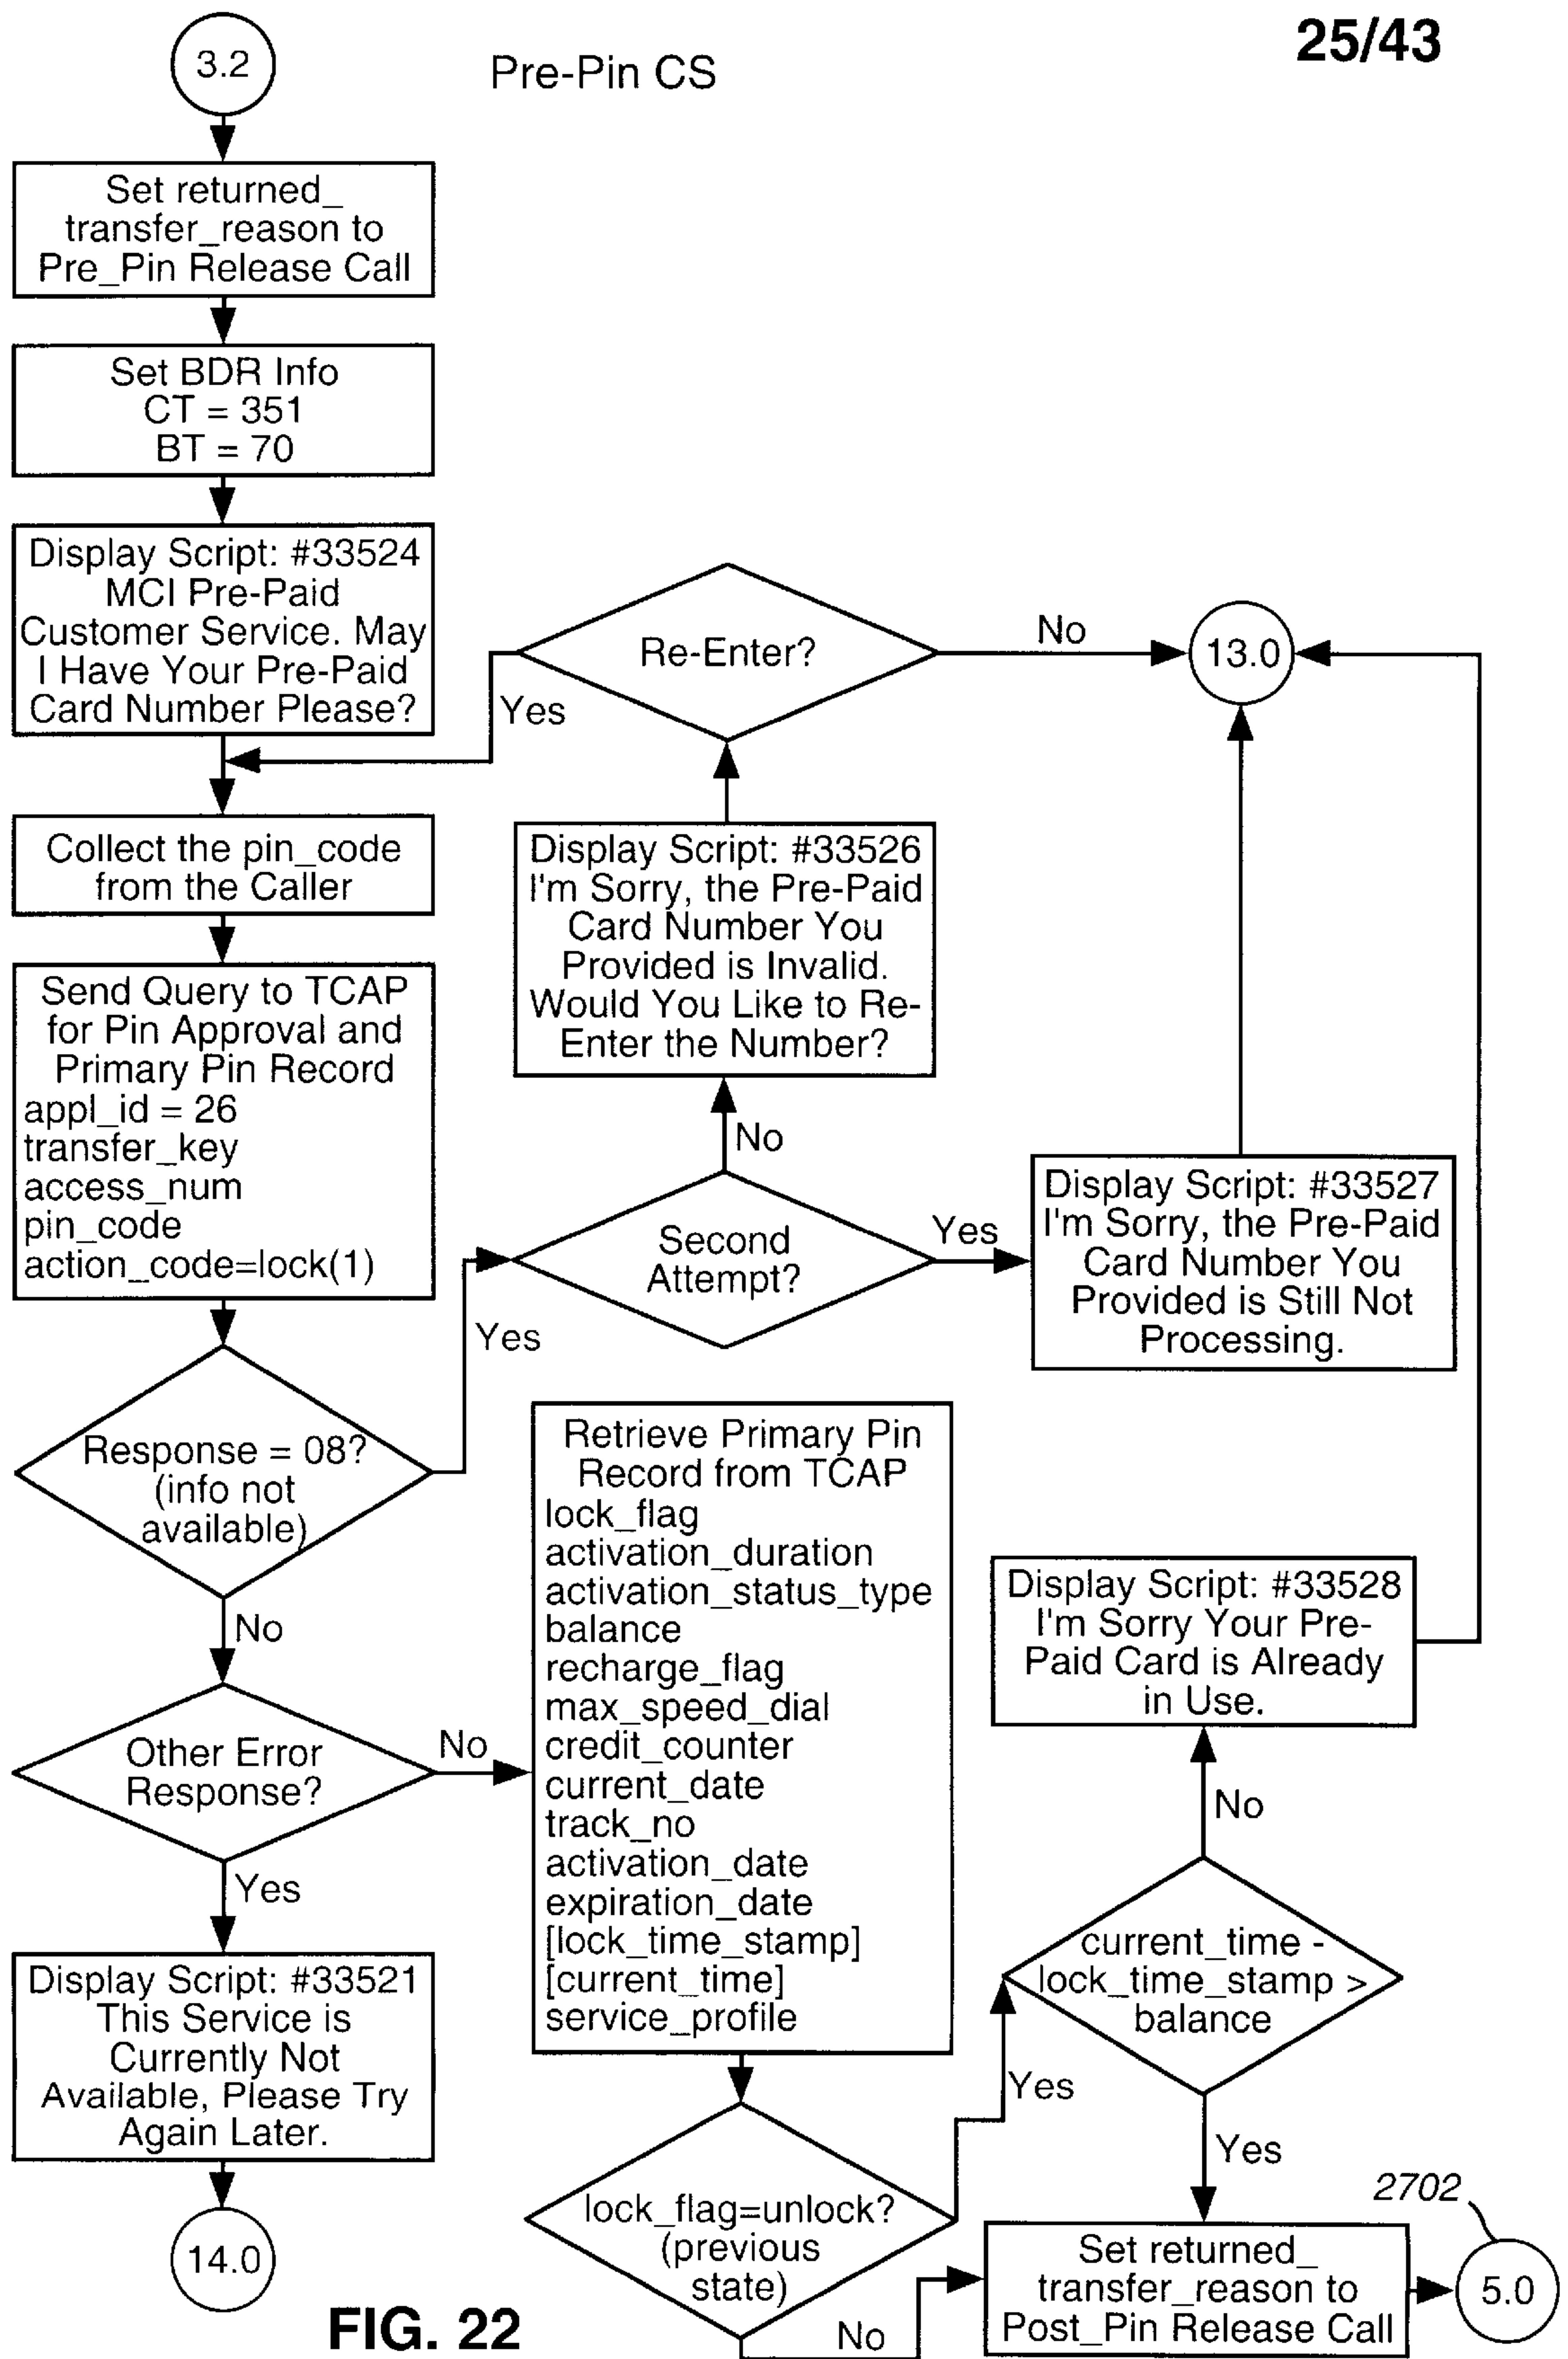 25/43
3.2
Pre-Pin CS
Set returned_
transfer_reason to
Pre_Pin Release Call
Set BDR Info
CT = 351
BT = 70
Display Script: #33524
MCI Pre-Paid
Customer Service. May
I Have Your Pre-Paid
Card Number Please?
Re-Enter?
No
13.0
Yes
Collect the pin_code
from the Caller
Display Script: #33526
I'm Sorry, the Pre-Paid
Card Number You
Provided is Invalid.
Would You Like to Re-
Enter the Number?
Send Query to TCAP
for Pin Approval and
Primary Pin Record
appl_id = 26
transfer_key
access_num
pin_code
action_code=lock(1)
No
Second
Attempt?
Yes
Display Script: #33527
I'm Sorry, the Pre-Paid
Card Number You
Provided is Still Not
Processing.
Yes
Response = 08?
(info not
available)
No
Retrieve Primary Pin
Record from TCAP
lock_flag
activation_duration
activation_status_type
balance
recharge_flag
max_speed_dial
credit_counter
current_date
track_no
activation_date
expiration_date
[lock_time_stamp]
[current_time]
service_profile
Display Script: #33528
I'm Sorry Your Pre-
Paid Card is Already
in Use.
Other Error
Response?
No
Yes
No
current_time -
lock_time_stamp >
balance
Display Script: #33521
This Service is
Currently Not
Available, Please Try
Again Later.
Yes
Yes
14.0
lock_flag=unlock?
(previous
state)
No
Set returned_
transfer_reason to
Post_Pin Release Call
2702
5.0
FIG. 22